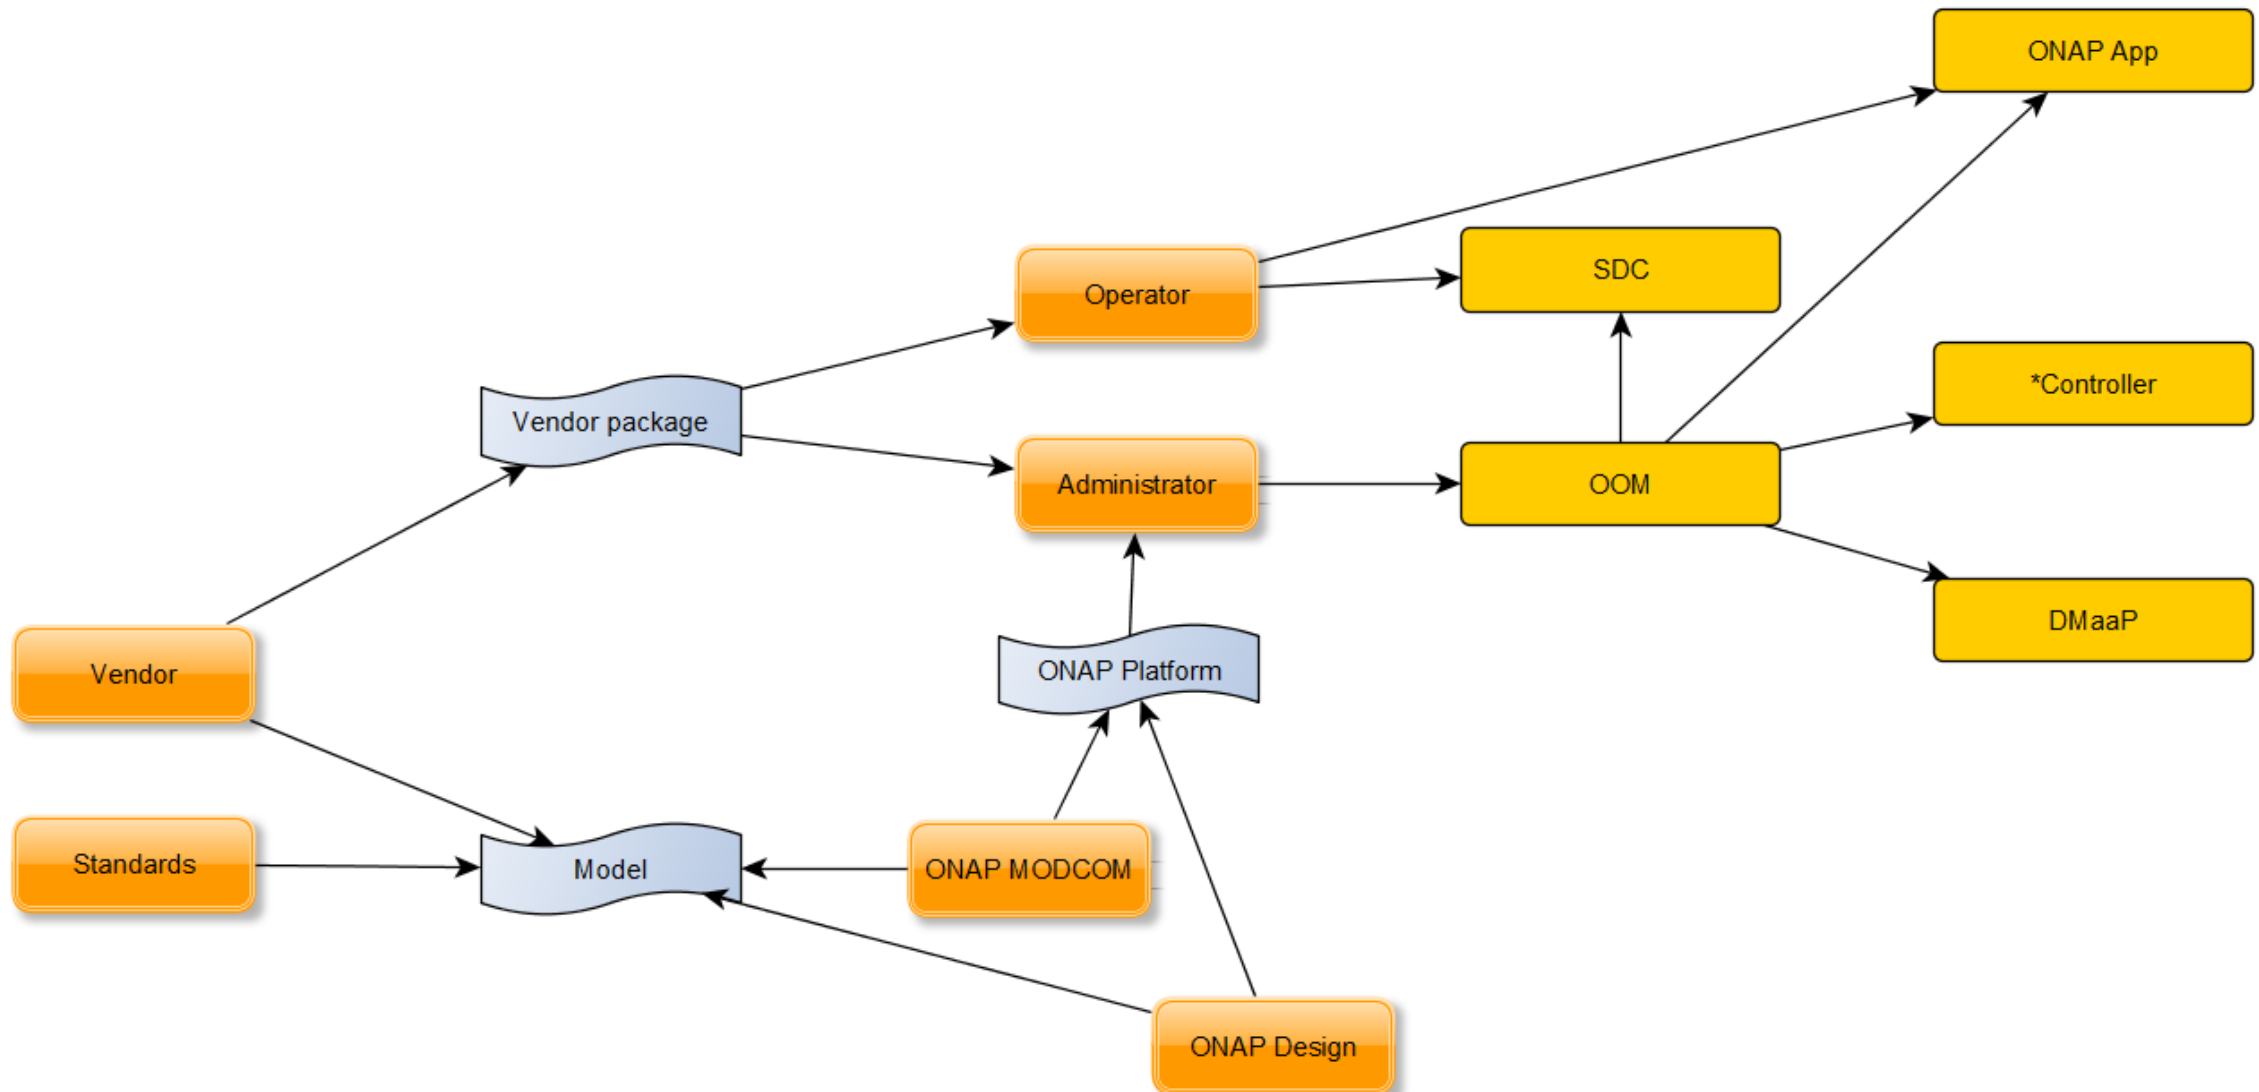 ONAP App
SDC
Operator
*Controller
Vendor package
Administrator
OOM
DMaaP
ONAP Platform
Vendor
Standards
Model
ONAP MODCOM
ONAP Design